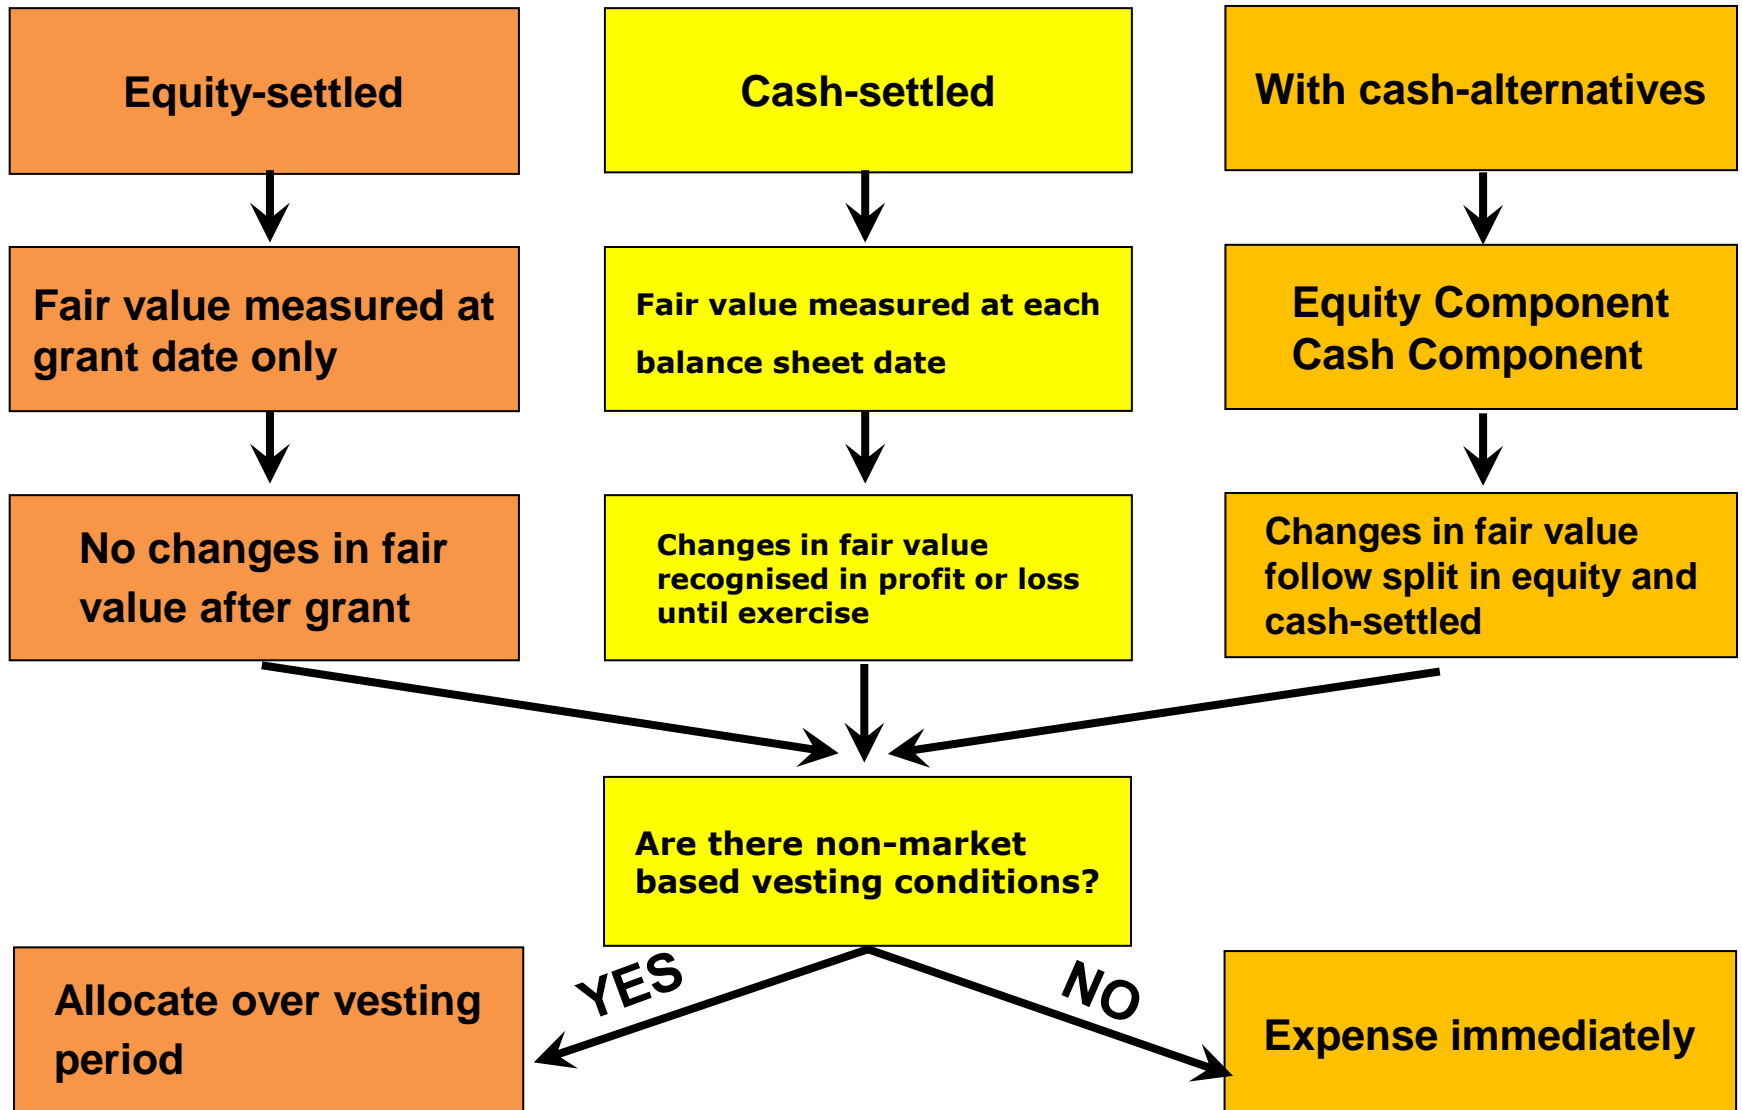 Equity-settled
Cash-settled
With cash-alternatives
Fair value measured at
grant date only
Fair value measured at each
balance sheet date
Equity Component
Cash Component
No changes in fair
value after grant
Changes in fair value
recognised in profit or loss
until exercise
Changes in fair value
follow split in equity and
cash-settled
Are there non-market
based vesting conditions?
YES
NO
Allocate over vesting
period
Expense immediately